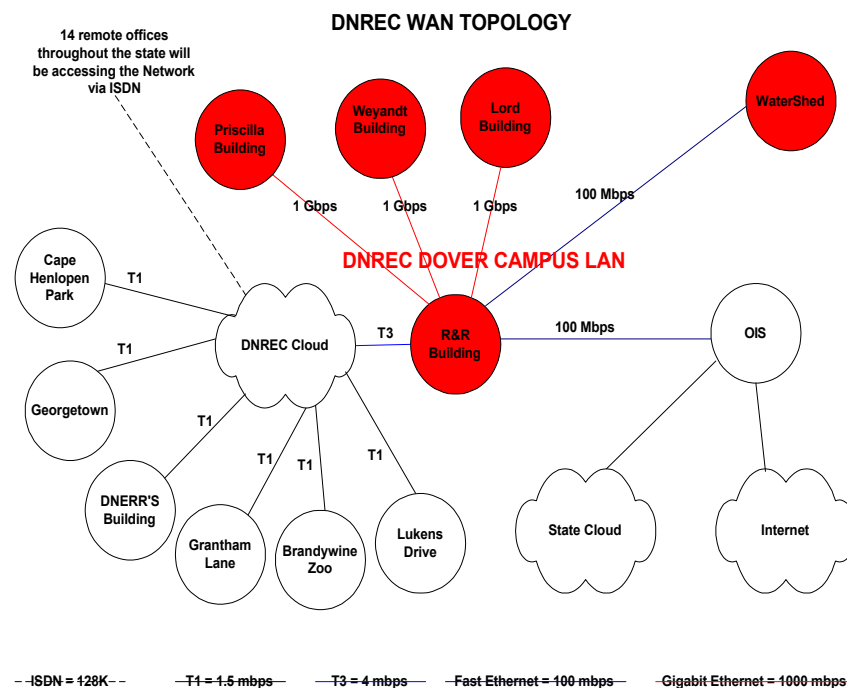 DNREC WAN TOPOLOGY
14 remote offices
throughout the state will
be accessing the Network
via ISDN
Priscilla
Building
Weyandt
Building
Lord
Building
WaterShed
1 Gbps
1 Gbps
1 Gbps
100 Mbps
DNREC DOVER CAMPUS LAN
Cape
Henlopen
Park
T1
DNREC Cloud
T3
R&R
Building
100 Mbps
OIS
T1
Georgetown
T1
DNERR'S
Building
T1
Grantham
Lane
T1
Brandywine
Zoo
T1
Lukens
Drive
State Cloud
Internet
ISDN = 128K
T1 = 1.5 mbps
T3 = 4 mbps
Fast Ethernet = 100 mbps
Gigabit Ethernet = 1000 mbps